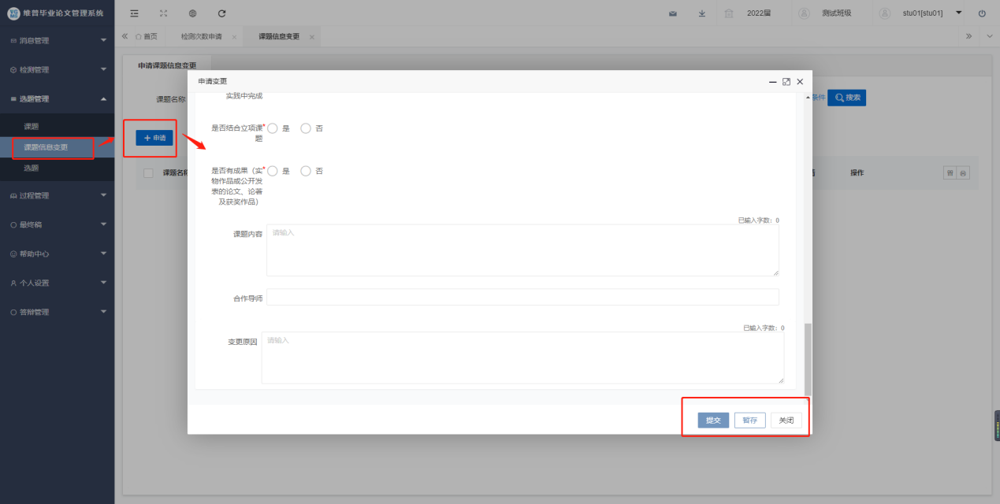 维普毕业论文管理系统
2022届
测试班级
stu01[stu01]
首页
检测次数申请
课题信息变更
消息管理
检测管理
选题管理
课题
课题信息变更
选题
过程管理
最终稿
帮助中心
个人设置
答辩管理
申请课题信息变更
课题名称
条件
搜索
+ 申请
课题名称
操作
申请变更
实践中完成
是否结合立项课题* 是 否
是否有成果（实* 是 否
物作品或公开发
表的论文、论著
及获奖作品）
已输入字数：0
课题内容 请输入
合作导师
已输入字数：0
变更原因 请输入
提交 暂存 关闭